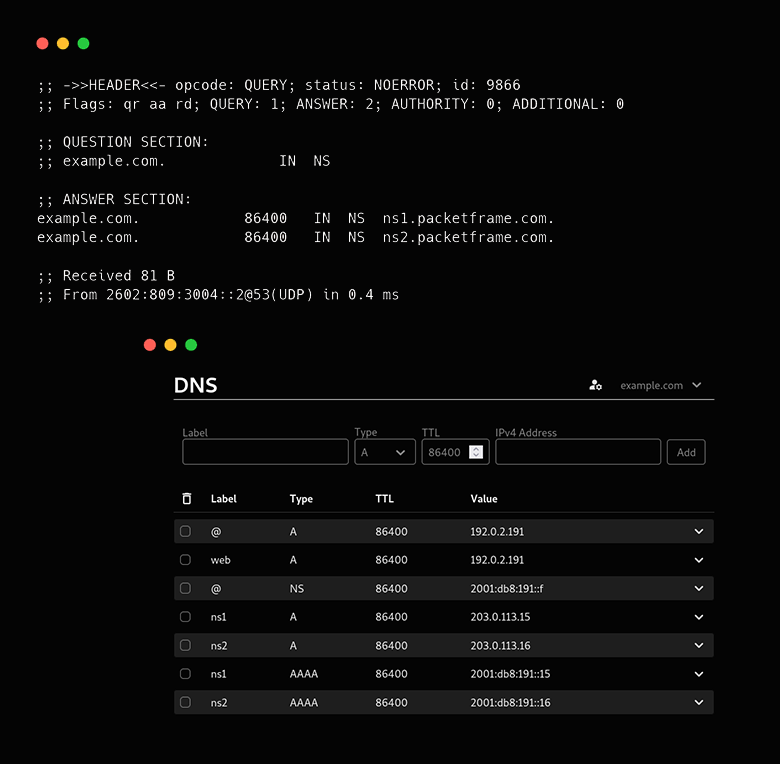 ;; ->>HEADER<<- opcode: QUERY; status: NOERROR; id: 9866
;; Flags: qr aa rd; QUERY: 1; ANSWER: 2; AUTHORITY: 0; ADDITIONAL: 0
;; QUESTION SECTION:
;; example.com. IN NS
;; ANSWER SECTION:
example.com. 86400 IN NS ns1.packetframe.com.
example.com. 86400 IN NS ns2.packetframe.com.
;; Received 81 B
;; From 2602:809:3004::2@53(UDP) in 0.4 ms
DNS example.com
Label Type TTL IPv4 Address
A 86400 Add
Label Type TTL Value
@ A 86400 192.0.2.191
web A 86400 192.0.2.191
@ NS 86400 2001:db8:191::f
ns1 A 86400 203.0.113.15
ns2 A 86400 203.0.113.16
ns1 AAAA 86400 2001:db8:191::15
ns2 AAAA 86400 2001:db8:191::16